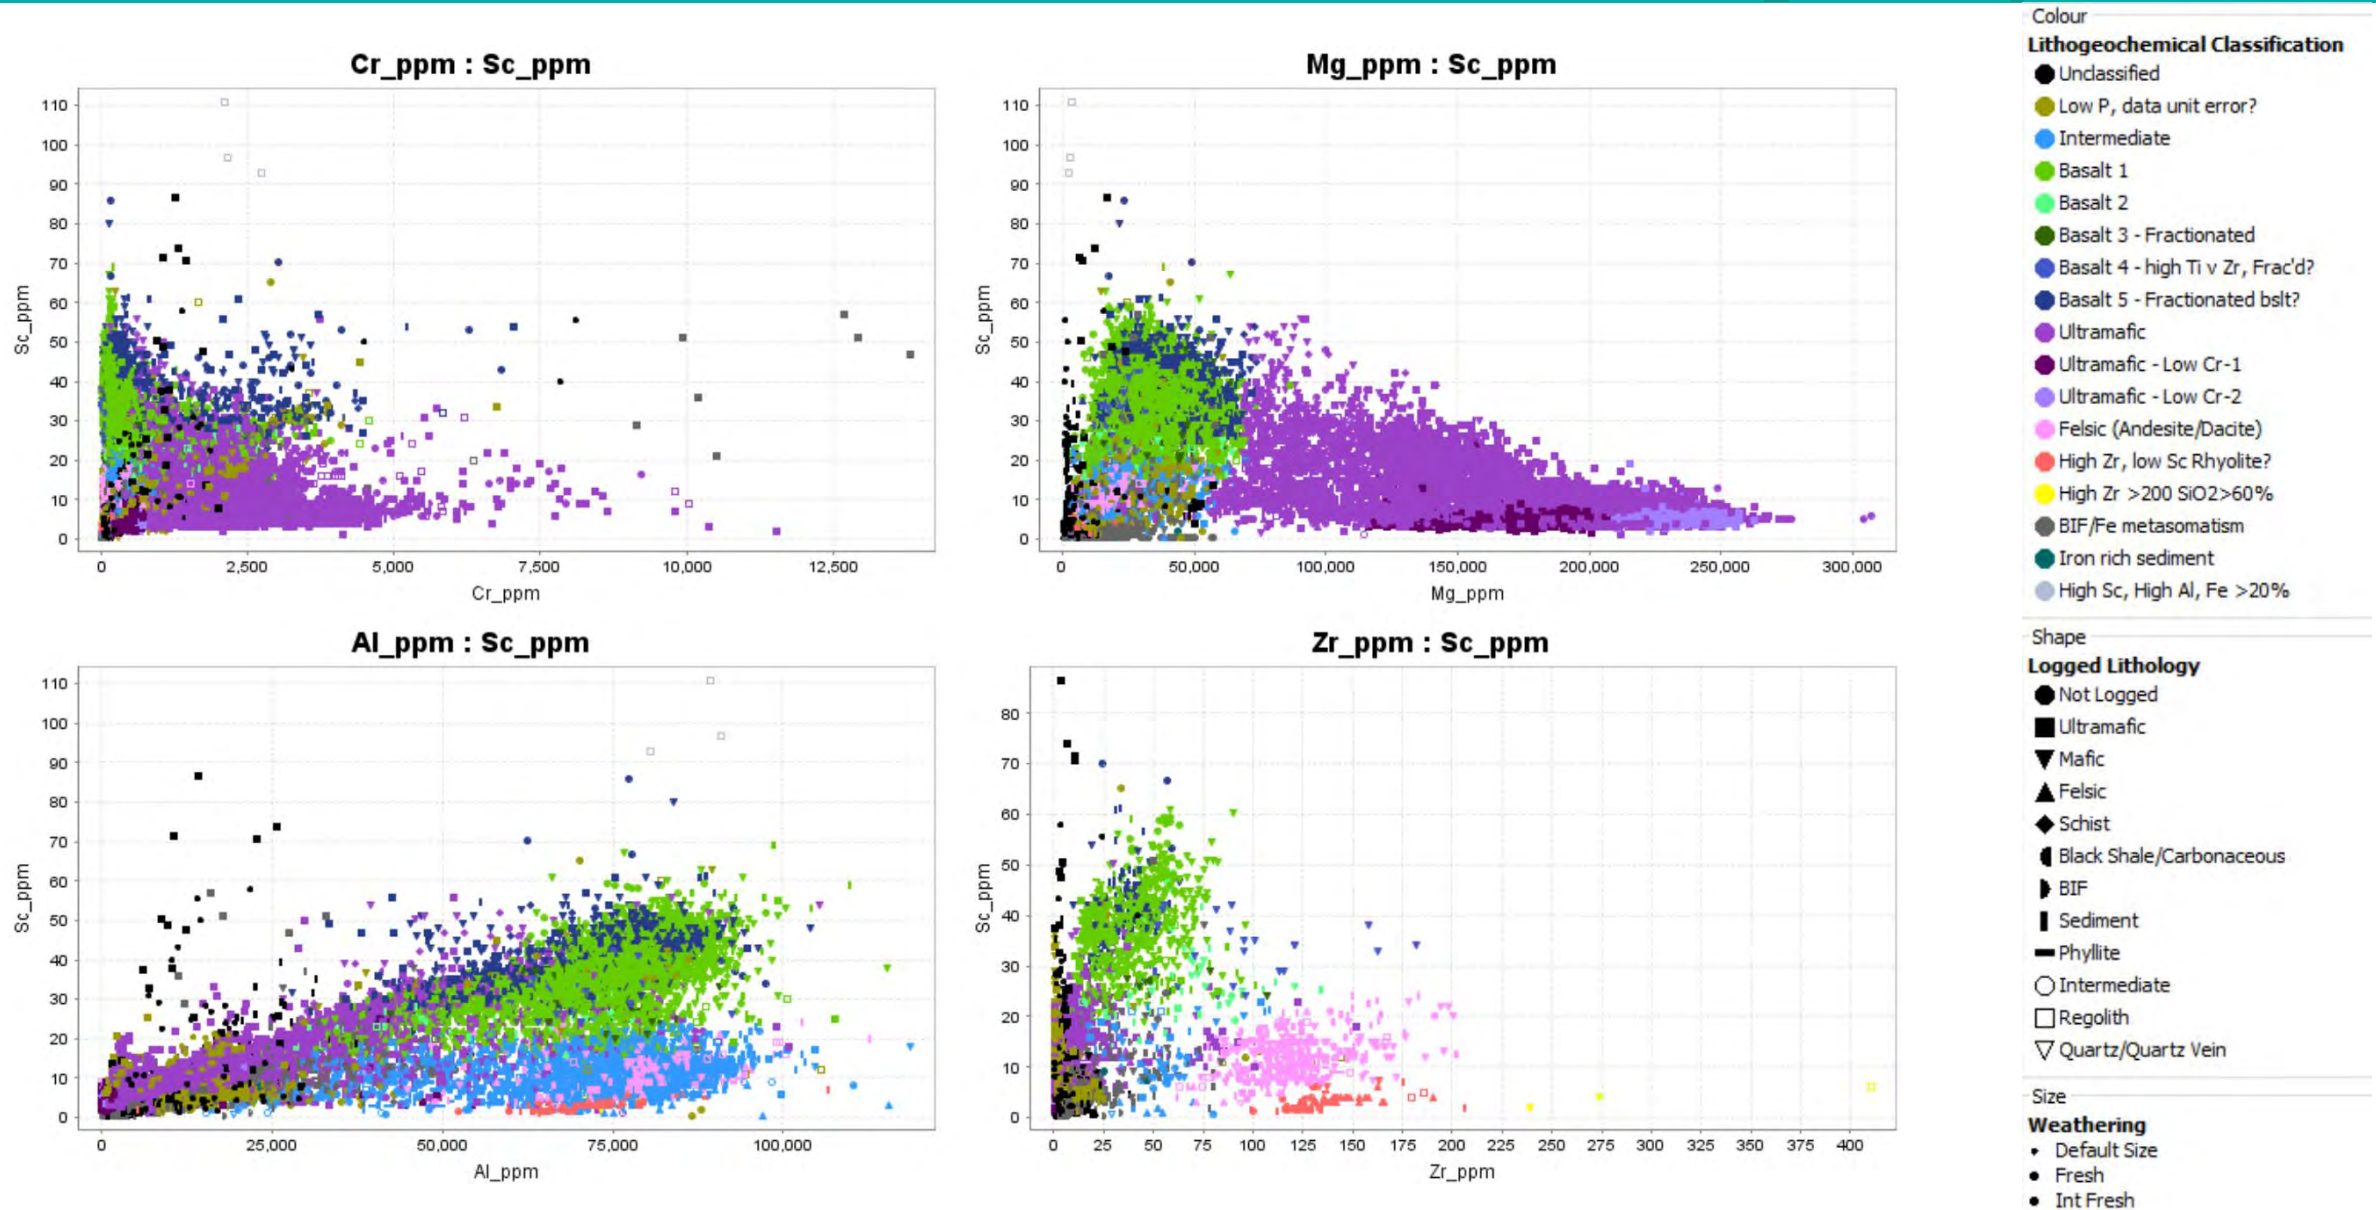 Cr_ppm : Sc_ppm
110
100
90
80
70
60
50
40
30
20
10
0
Sc_ppm
0 2,500 5,000 7,500 10,000 12,500
Cr_ppm
Mg_ppm : Sc_ppm
110
100
90
80
70
60
50
40
30
20
10
0
Sc_ppm
0 50,000 100,000 150,000 200,000 250,000 300,000
Mg_ppm
Al_ppm : Sc_ppm
110
100
90
80
70
60
50
40
30
20
10
0
Sc_ppm
0 25,000 50,000 75,000 100,000
Al_ppm
Zr_ppm : Sc_ppm
80
70
60
50
40
30
20
10
0
Sc_ppm
0 25 50 75 100 125 150 175 200 225 250 275 300 325 350 375 400
Zr_ppm
Colour
Lithogeochemical Classification
Unclassified
Low P, data unit error?
Intermediate
Basalt 1
Basalt 2
Basalt 3 - Fractionated
Basalt 4 - high Ti v Zr, Frac'd?
Basalt 5 - Fractionated bslt?
Ultramafic
Ultramafic - Low Cr-1
Ultramafic - Low Cr-2
Felsic (Andesite/Dacite)
High Zr, low Sc Rhyolite?
High Zr >200 SiO2>60%
BIF/Fe metasomatism
Iron rich sediment
High Sc, High Al, Fe >20%
Shape
Logged Lithology
Not Logged
Ultramafic
Mafic
Felsic
Schist
Black Shale/Carbonaceous
BIF
Sediment
Phyllite
Intermediate
Regolith
Quartz/Quartz Vein
Size
Weathering
Default Size
Fresh
Int Fresh